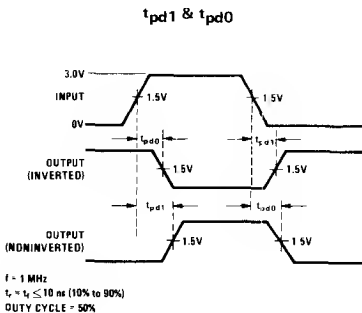 tpd1 & tpd0
3.0V
INPUT
1.5V
1.5V
0V
tpd0
tpd1
OUTPUT
(INVERTED)
1.5V
1.5V
tpd1
tpd0
OUTPUT
(NONINVERTED)
1.5V
1.5V
f = 1 MHz
tr = tf ≤ 10 ns (10% to 90%)
DUTY CYCLE = 50%